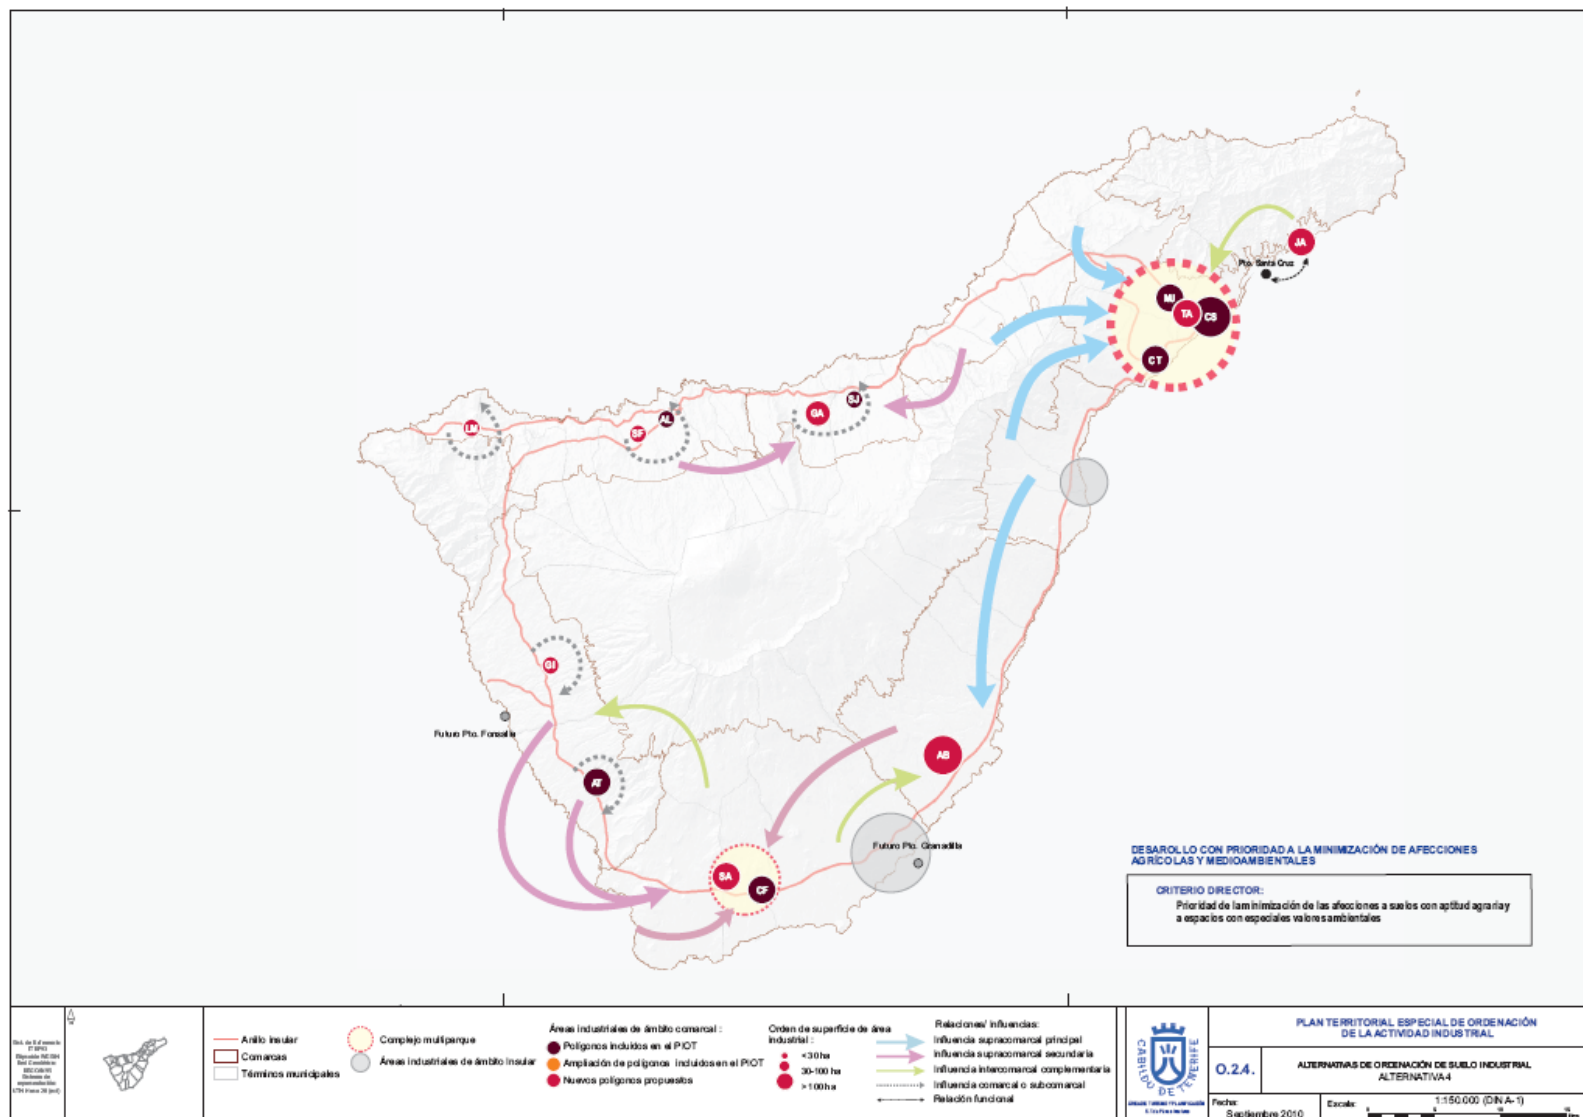 JA
Pto. Santa Cruz
MJ
TA
CS
CT
SJ
GA
AL
SF
LM
GI
Futuro Pto. Fonsalía
AT
AB
Futuro Pto. Granadilla
SA
CF
DESAROLLO CON PRIORIDAD A LA MINIMIZACIÓN DE AFECCIONES
AGRÍCOLAS Y MEDIOAMBIENTALES
CRITERIO DIRECTOR:
Prioridad de la minimización de las afecciones a suelos con aptitud agraria y
a espacios con especiales valores ambientales
Anillo insular
Comarcas
Términos municipales
Complejo multiparque
Áreas industriales de ámbito Insular
Áreas industriales de ámbito comarcal :
Polígonos incluidos en el PIOT
Ampliación de polígonos incluidos en el PIOT
Nuevos polígonos propuestos
Orden de superficie de área
industrial :
<30 ha
30-100 ha
>100 ha
Relaciones/ influencias:
Influencia supracomarcal principal
Influencia supracomarcal secundaria
Influencia intercomarcal complementaria
Influencia comarcal o subcomarcal
Relación funcional
CABILDO DE TENERIFE
PLAN TERRITORIAL ESPECIAL DE ORDENACIÓN
DE LA ACTIVIDAD INDUSTRIAL
O.2.4.
ALTERNATIVAS DE ORDENACIÓN DE SUELO INDUSTRIAL
ALTERNATIVA 4
Fecha:
Septiembre 2010
Escala:
1:150.000 (DIN A-1)